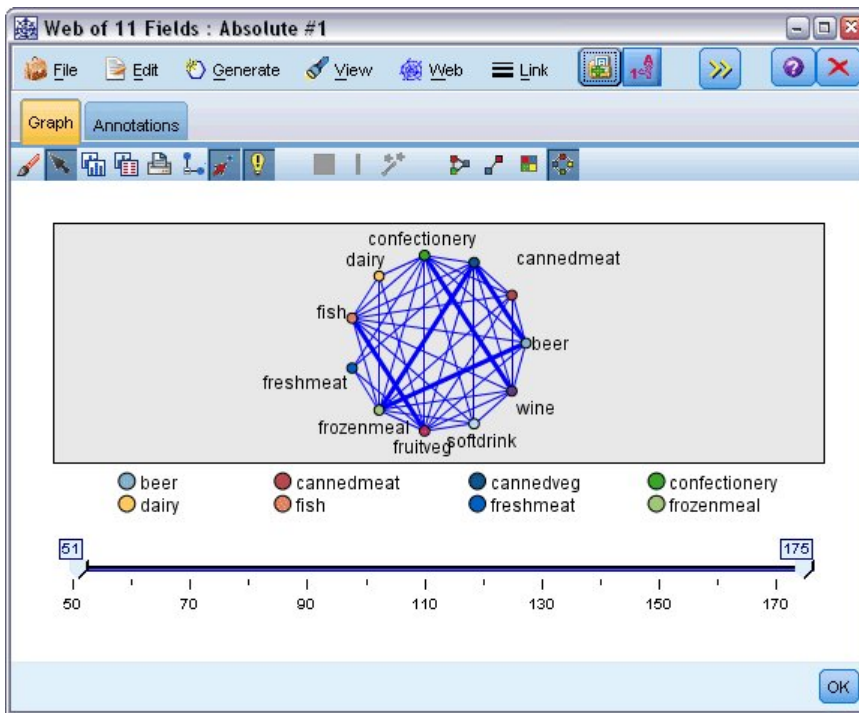 Web of 11 Fields : Absolute #1
File Edit Generate View Web Link
Graph Annotations
confectionery
dairy cannedmeat
fish
beer
freshmeat
wine
frozenmeal
softdrink
fruitveg
beer cannedmeat cannedveg confectionery
dairy fish freshmeat frozenmeal
51 175
50 70 90 110 130 150 170
OK